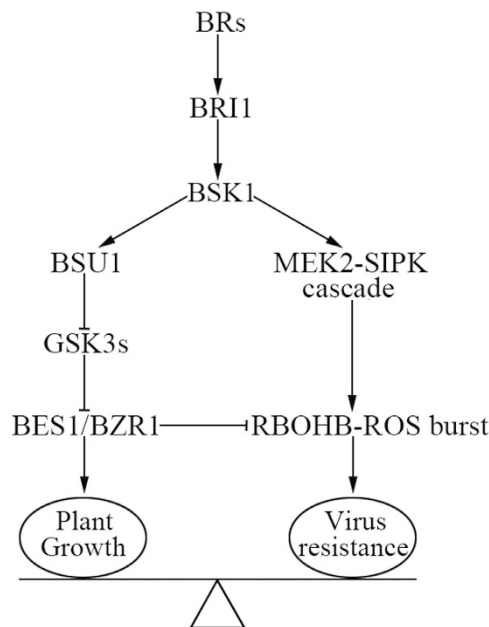 BRs
BRI1
BSK1
BSU1
MEK2-SIPK
cascade
GSK3s
BES1/BZR1
RBOHB-ROS burst
Plant
Growth
Virus
resistance